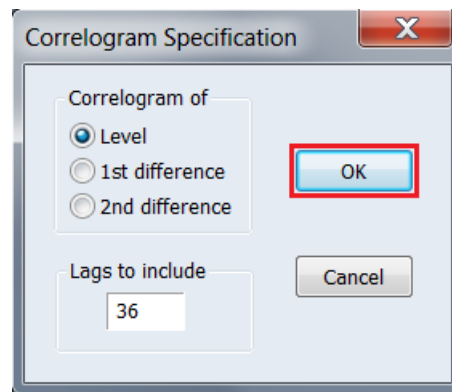 Correlogram Specification
Correlogram of
Level
1st difference
2nd difference
OK
Lags to include
36
Cancel